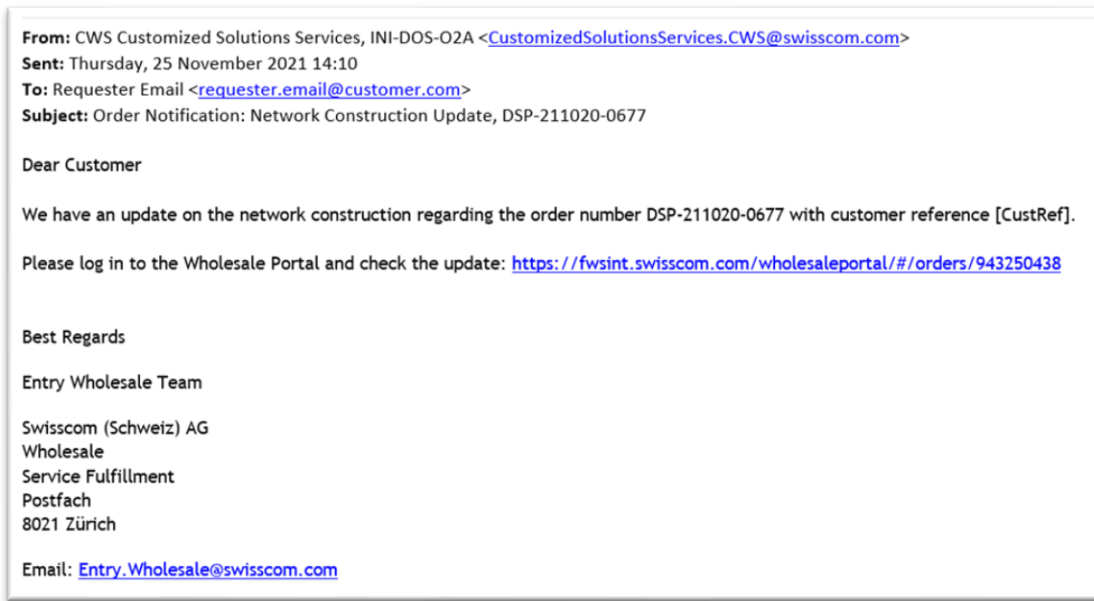 From: CWS Customized Solutions Services, INI-DOS-O2A <CustomizedSolutionsServices.CWS@swisscom.com>
Sent: Thursday, 25 November 2021 14:10
To: Requester Email <requester.email@customer.com>
Subject: Order Notification: Network Construction Update, DSP-211020-0677
Dear Customer
We have an update on the network construction regarding the order number DSP-211020-0677 with customer reference [CustRef].
Please log in to the Wholesale Portal and check the update: https://fwsint.swisscom.com/wholesaleportal/#/orders/943250438
Best Regards
Entry Wholesale Team
Swisscom (Schweiz) AG
Wholesale
Service Fulfillment
Postfach
8021 Zürich
Email: Entry.Wholesale@swisscom.com